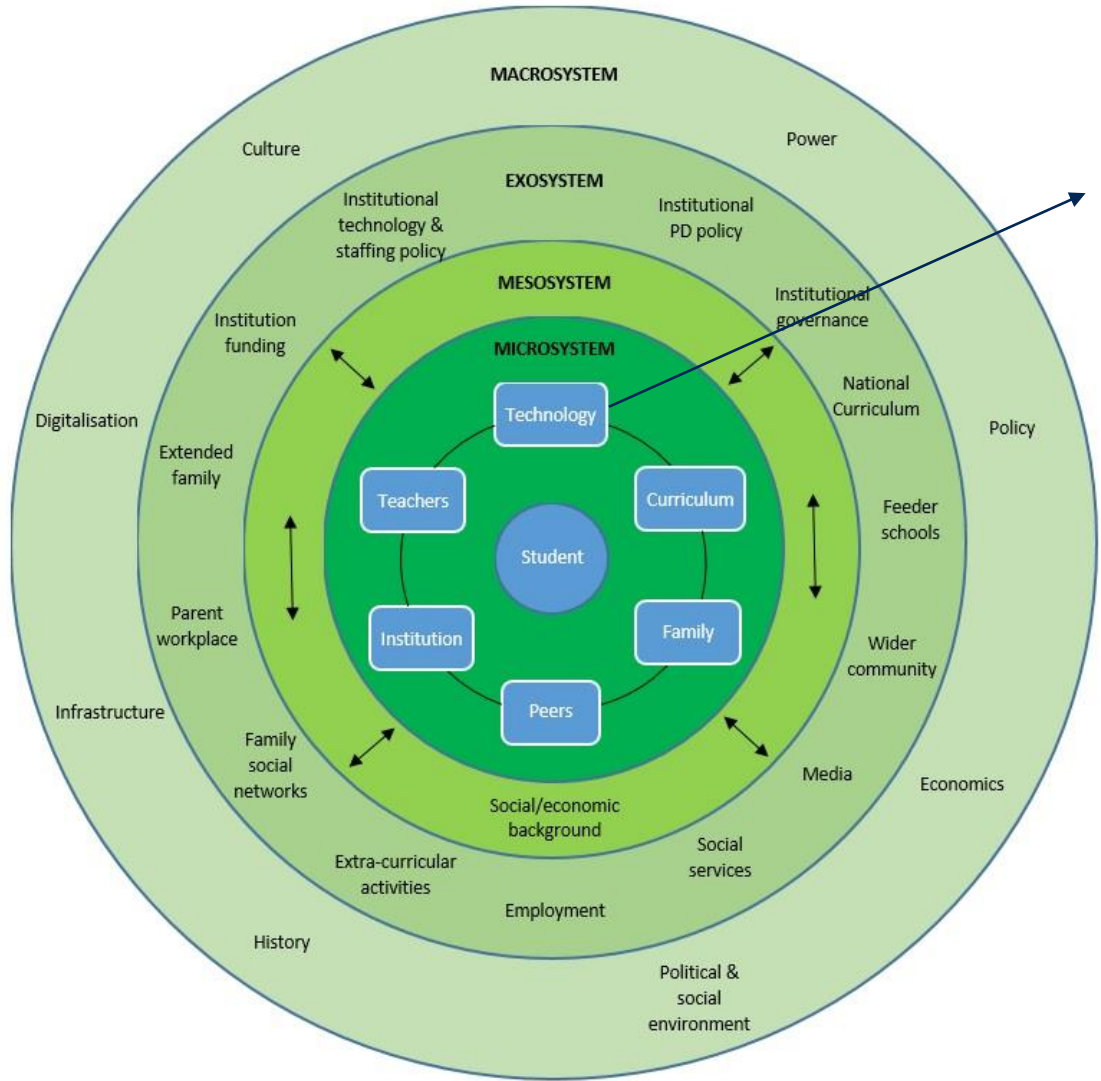 MACROSYSTEM
Culture
Power
EXOSYSTEM
Institutional
technology &
staffing policy
Institutional
PD policy
MESOSYSTEM
Institution
funding
Institutional
governance
MICROSYSTEM
Digitalisation
Extended
family
National
Curriculum
Policy
Technology
Teachers
Curriculum
Feeder
schools
Student
Parent
workplace
Institution
Family
Wider
community
Infrastructure
Peers
Family
social
networks
Media
Economics
Social/economic
background
Extra-curricular
activities
Social
services
Employment
History
Political &
social
environment